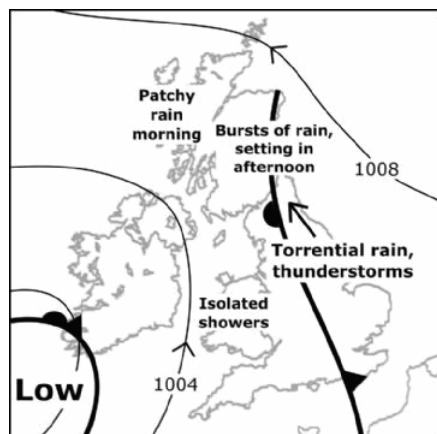 Patchy
rain
morning
Bursts of rain,
setting in
afternoon
1008
Torrential rain,
thunderstorms
Isolated
showers
Low
1004